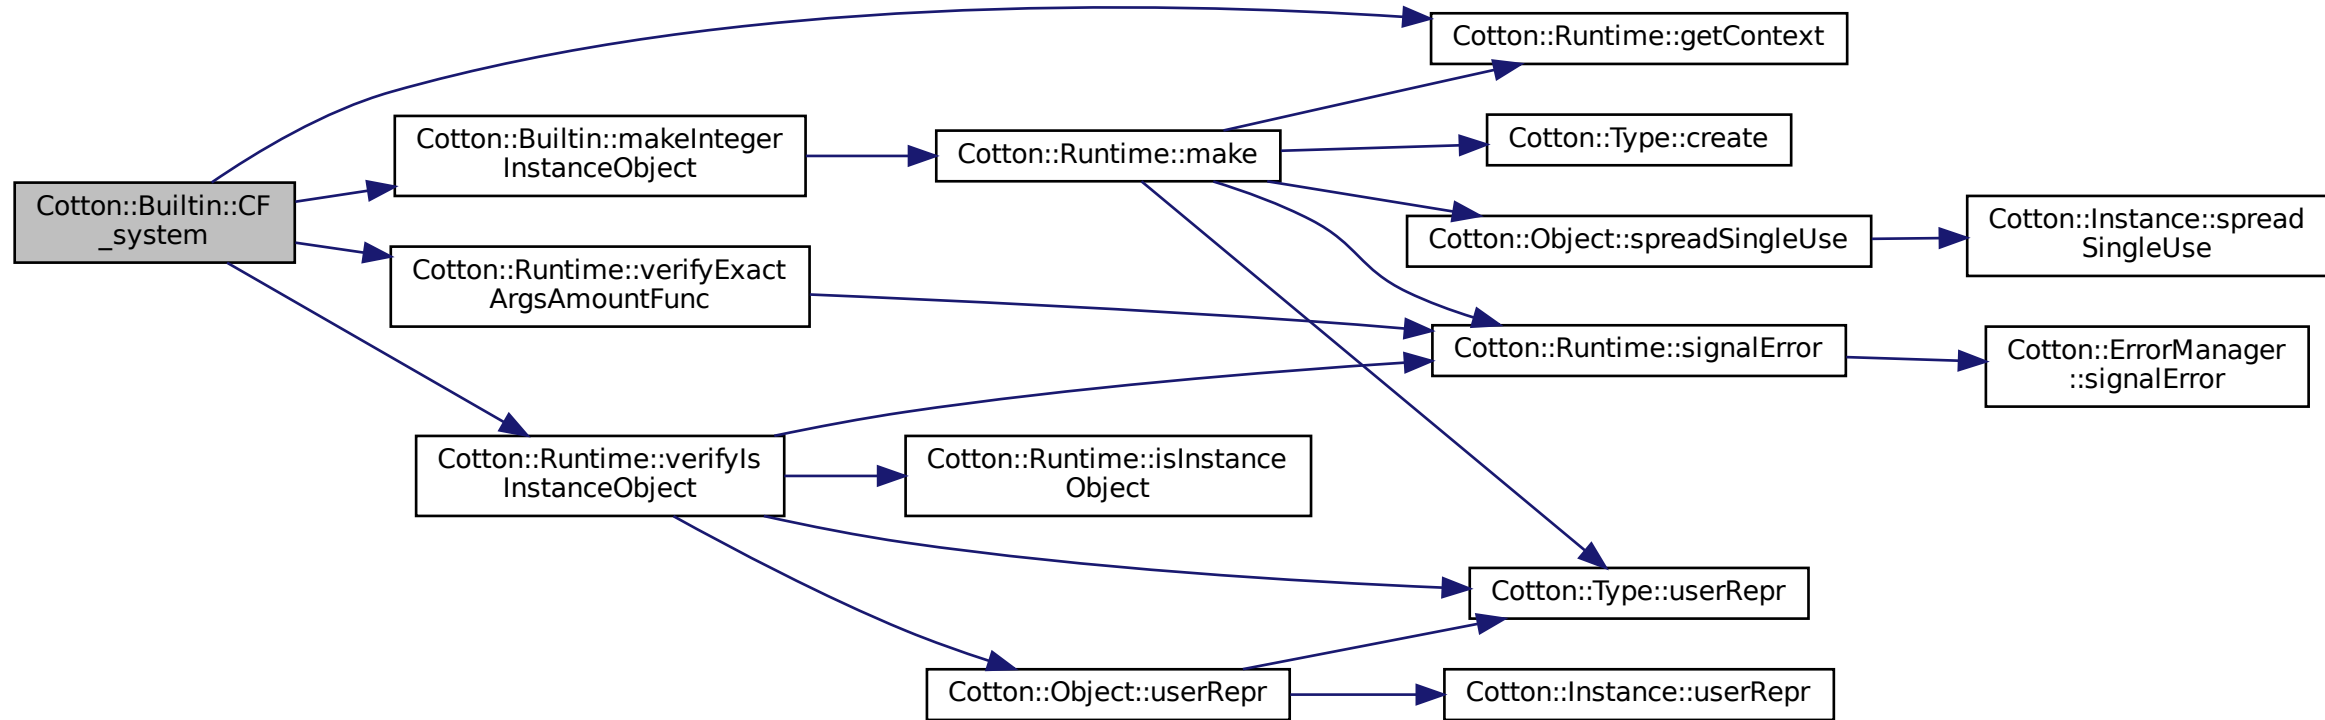 Cotton::Builtin::CF
_system
Cotton::Builtin::makeInteger
InstanceObject
Cotton::Runtime::verifyExact
ArgsAmountFunc
Cotton::Runtime::verifyIs
InstanceObject
Cotton::Runtime::make
Cotton::Runtime::isInstance
Object
Cotton::Object::userRepr
Cotton::Runtime::getContext
Cotton::Type::create
Cotton::Object::spreadSingleUse
Cotton::Runtime::signalError
Cotton::Type::userRepr
Cotton::Instance::userRepr
Cotton::Instance::spread
SingleUse
Cotton::ErrorManager
::signalError